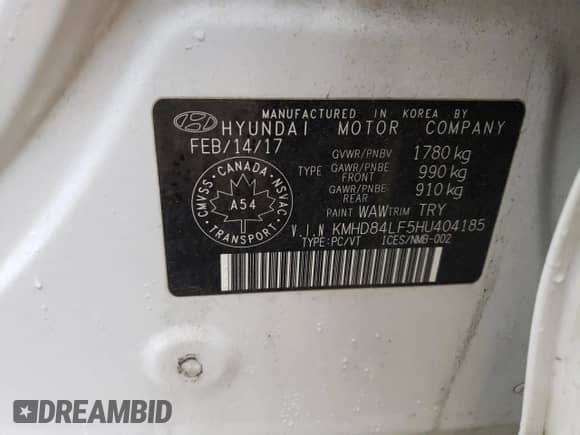 MANUFACTURED IN KOREA BY
HYUNDAI MOTOR COMPANY
FEB/14/17
GVWR/PNBV 1780 kg
TYPE GAWR/PNBE FRONT 990 kg
GAWR/PNBE REAR 910 kg
PAINT WAW TRIM TRY
CMVSS · CANADA · NSVAC
A54
· TRANSPORT ·
V.I.N KMHD84LF5HU404185
TYPE:PC/VT ICES/NMB-002
DREAMBID